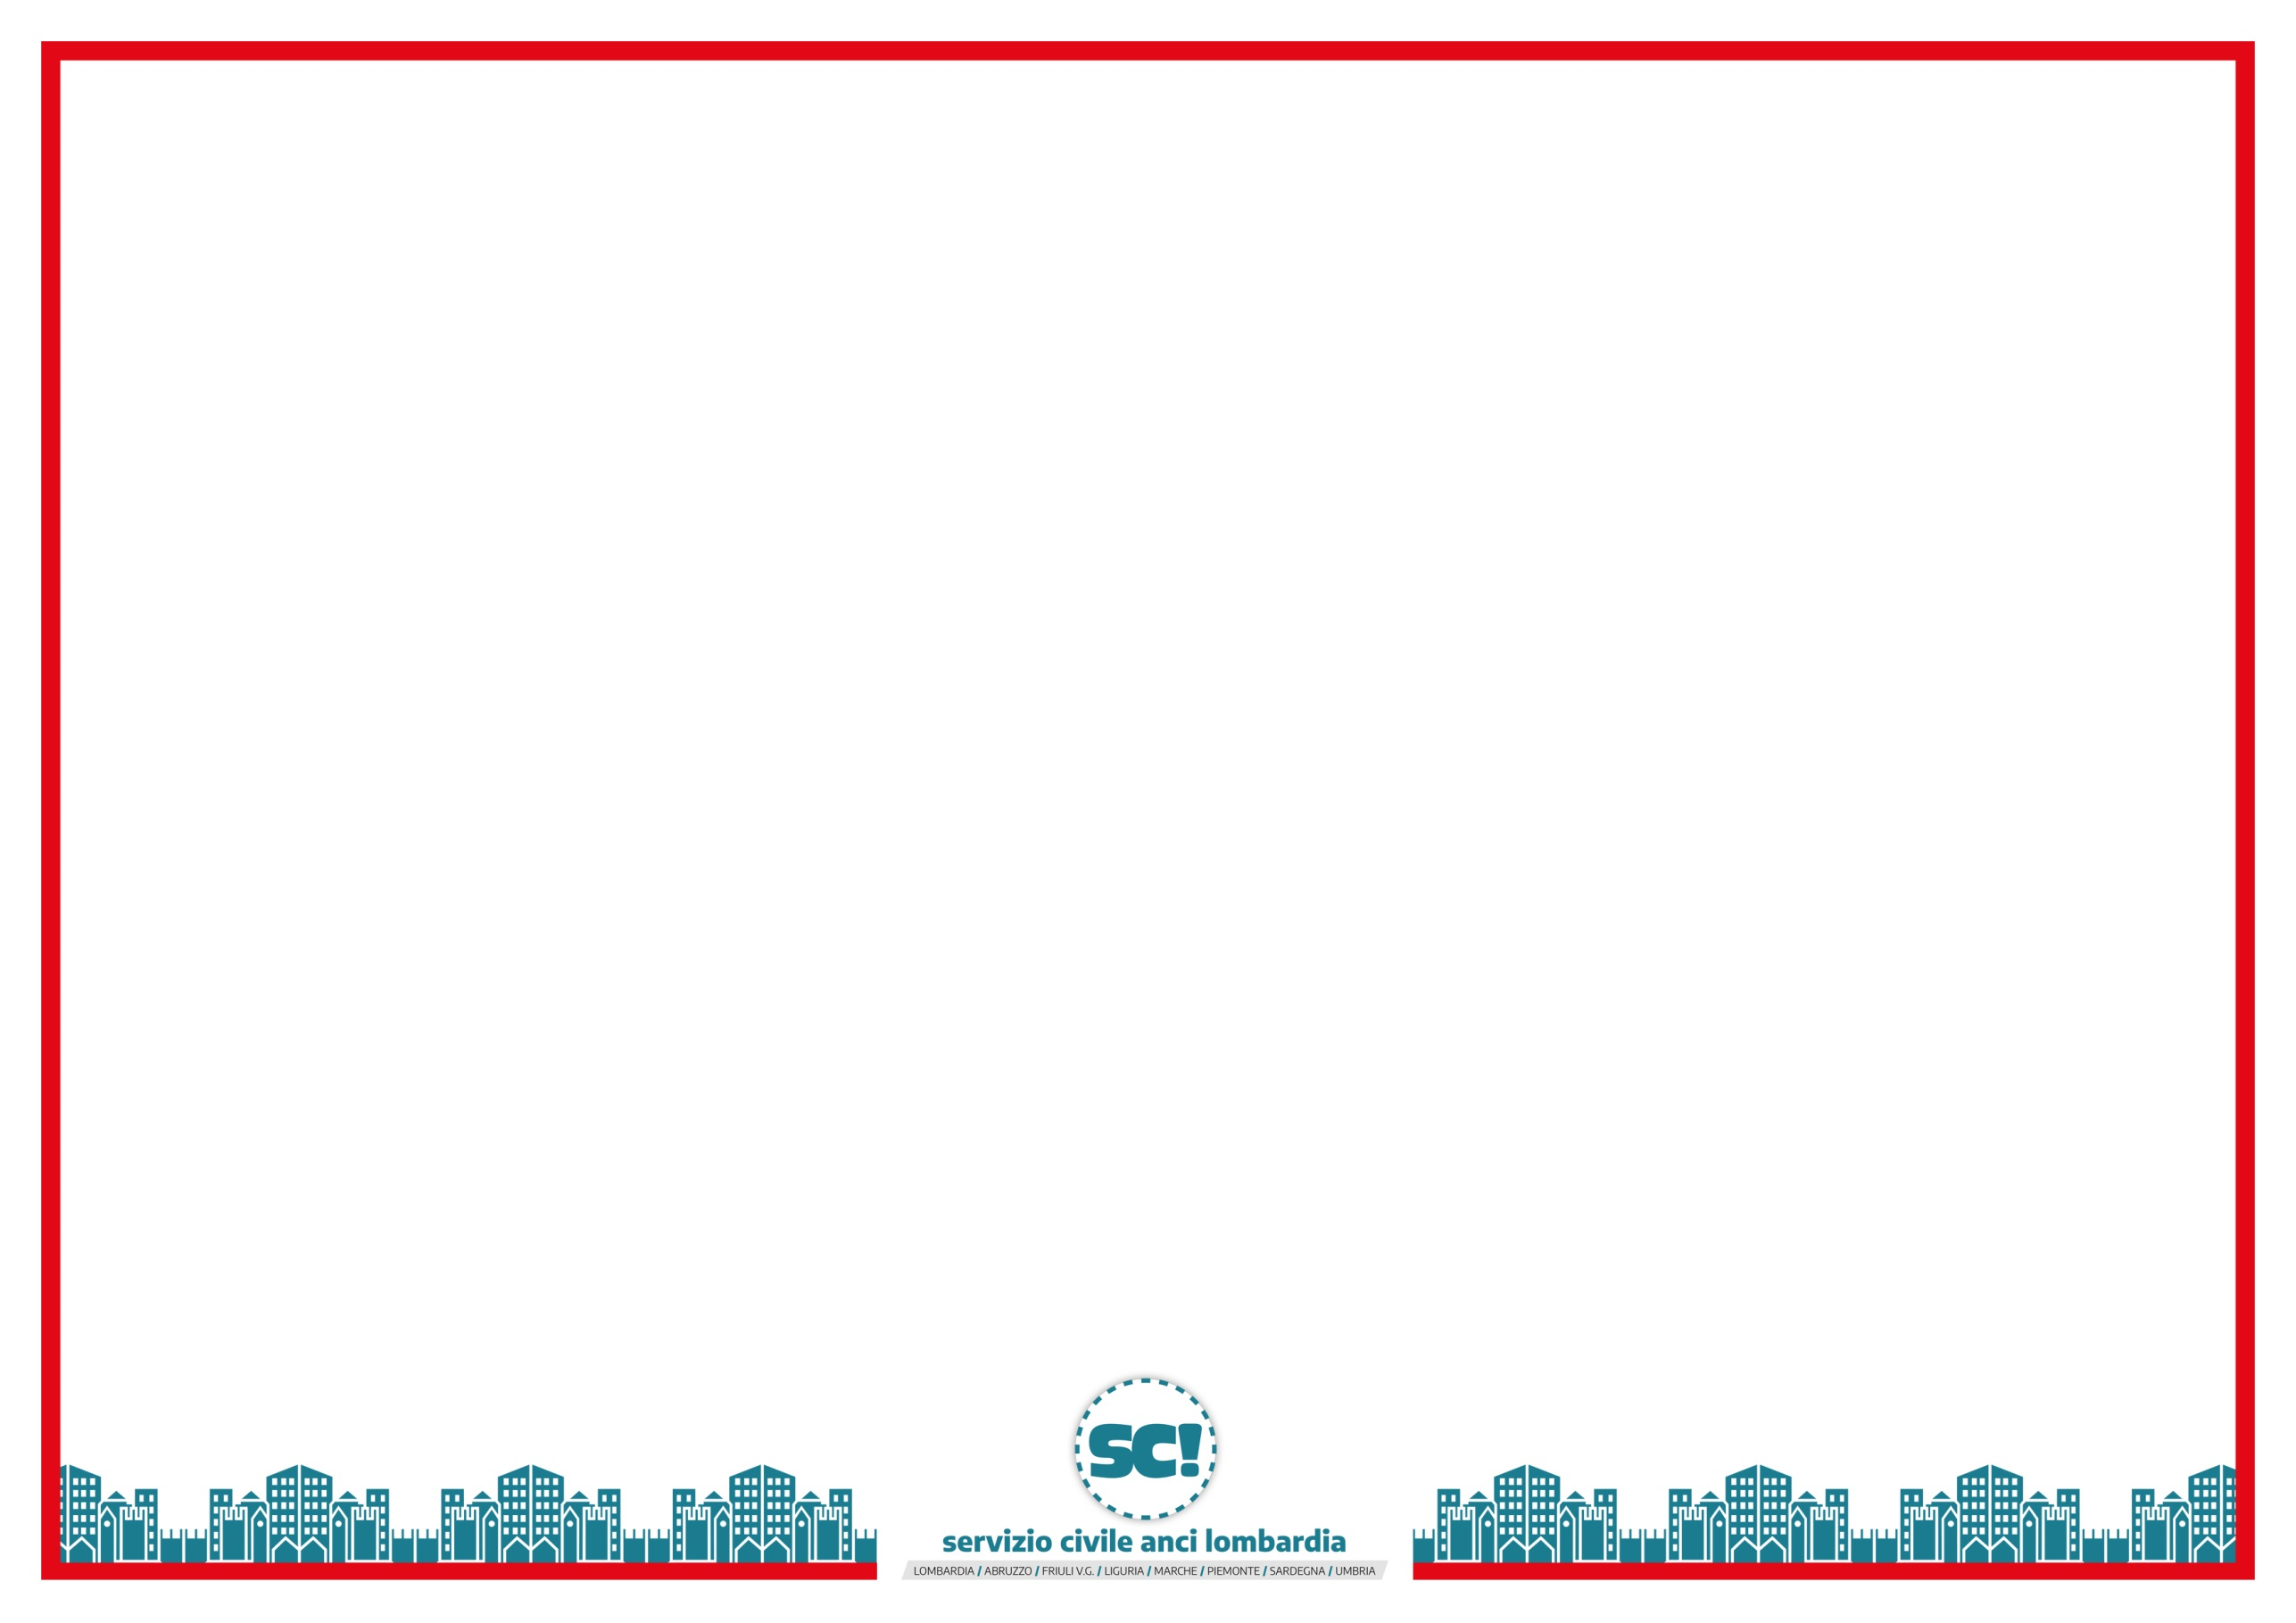 sc!
servizio civile anci lombardia
LOMBARDIA / ABRUZZO / FRIULI V.G. / LIGURIA / MARCHE / PIEMONTE / SARDEGNA / UMBRIA